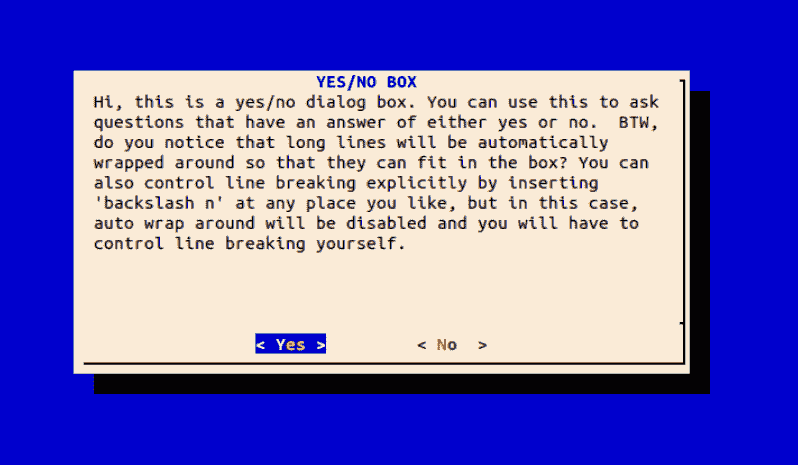 YES/NO BOX
Hi, this is a yes/no dialog box. You can use this to ask
questions that have an answer of either yes or no.  BTW,
do you notice that long lines will be automatically
wrapped around so that they can fit in the box? You can
also control line breaking explicitly by inserting
'backslash n' at any place you like, but in this case,
auto wrap around will be disabled and you will have to
control line breaking yourself.
< Yes > < No  >